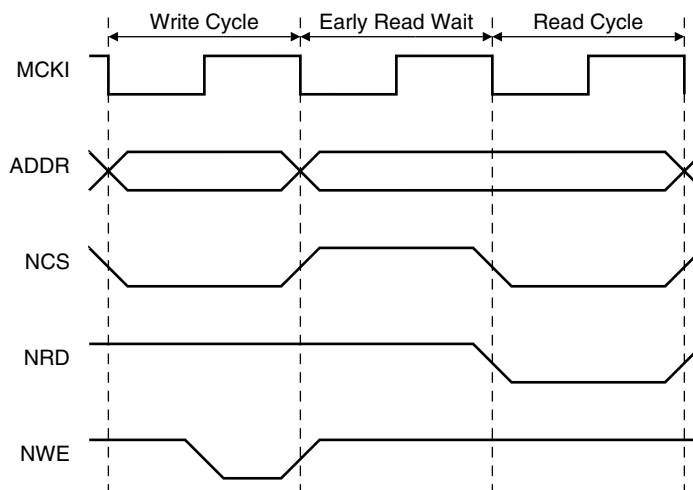 Write Cycle Early Read Wait Read Cycle
MCKI
ADDR
NCS
NRD
NWE